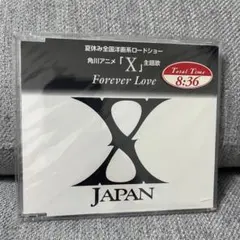 夏休み全国洋画系ロードショー
角川アニメ「X」主題歌
Forever Love
Total Time
8:36
X
JAPAN